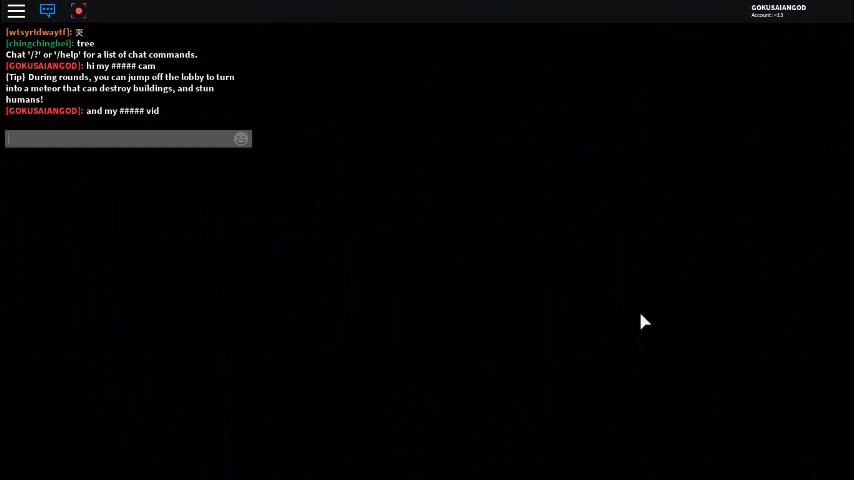 GOKUSAIANGOD
Account: <13
[wtsyrldwaytf]: 哭
[chingchinghei]: tree
Chat '/?' or '/help' for a list of chat commands.
[GOKUSAIANGOD]: hi my ##### cam
{Tip} During rounds, you can jump off the lobby to turn
into a meteor that can destroy buildings, and stun
humans!
[GOKUSAIANGOD]: and my ##### vid